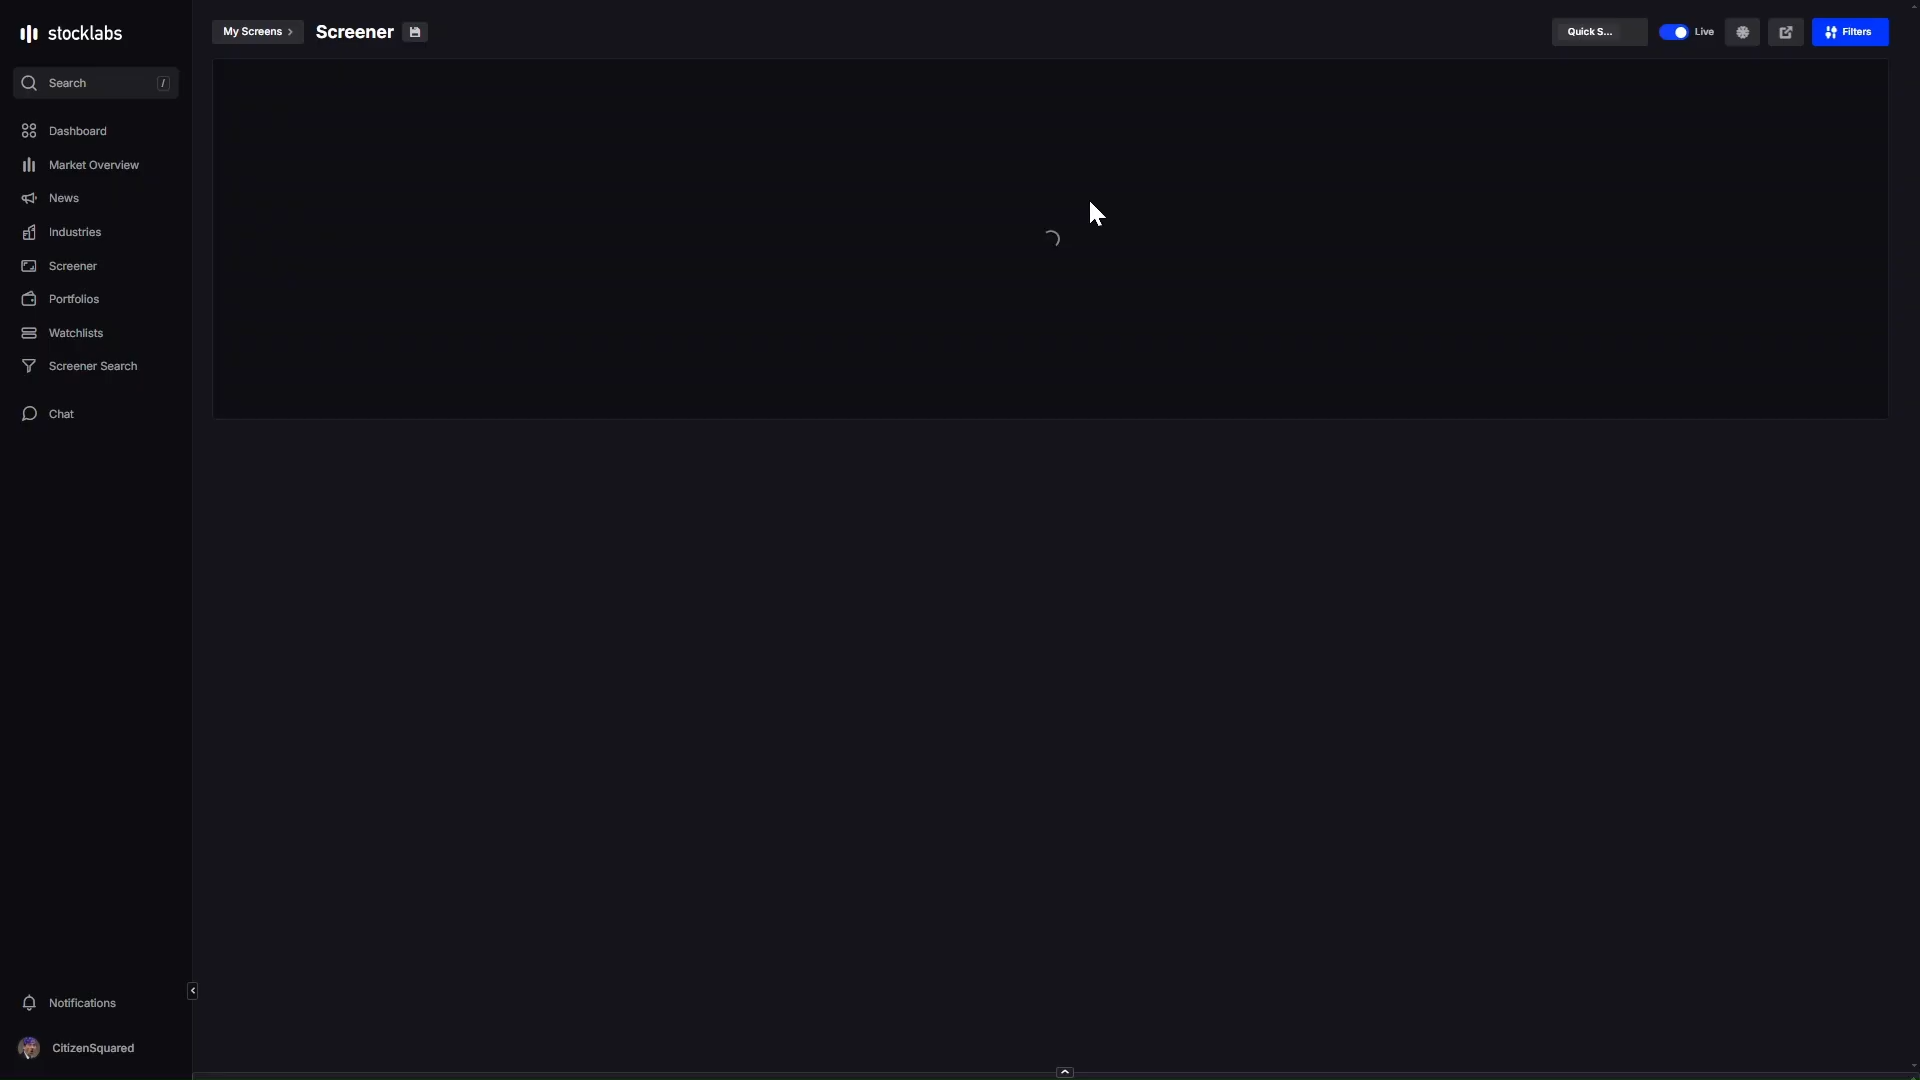 stocklabs
Search /
Dashboard
Market Overview
News
Industries
Screener
Portfolios
Watchlists
Screener Search
Chat
Notifications
CitizenSquared
My Screens
Screener
Quick S...
Live
Filters